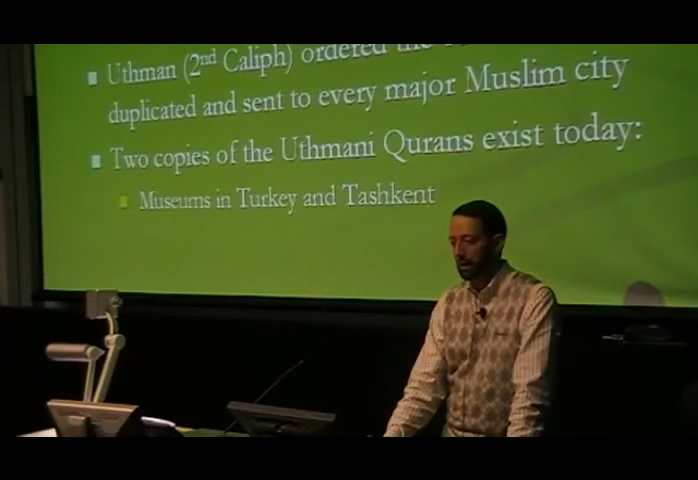 Uthman (2nd Caliph) ordered the
duplicated and sent to every major Muslim city
Two copies of the Uthmani Qurans exist today:
Museums in Turkey and Tashkent